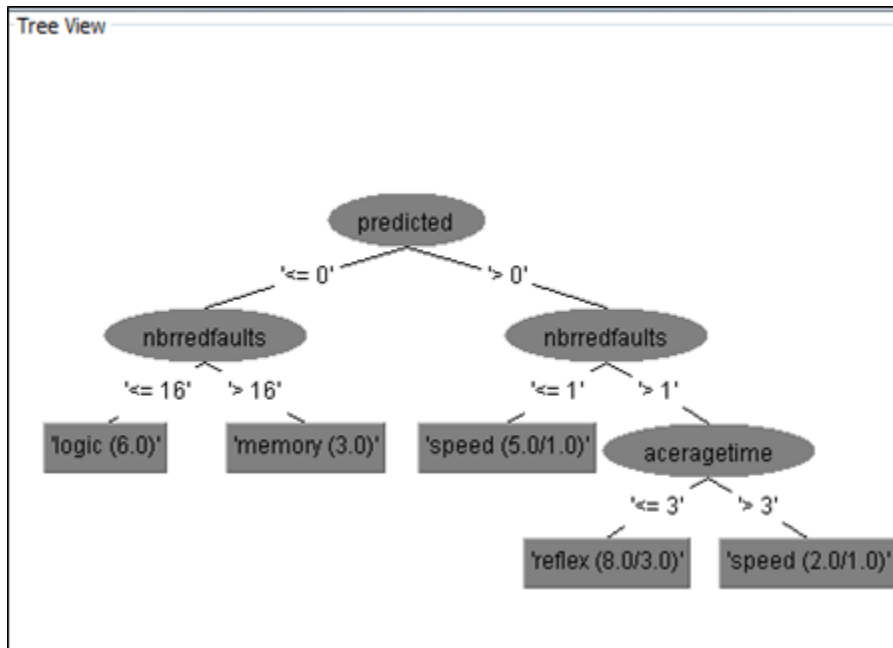 Tree View
predicted
'<= 0' '> 0'
nbrredfaults nbrredfaults
'<= 16' '> 16' '<= 1' '> 1'
'logic (6.0)' 'memory (3.0)' 'speed (5.0/1.0)' aceragetime
'<= 3' '> 3'
'reflex (8.0/3.0)' 'speed (2.0/1.0)'